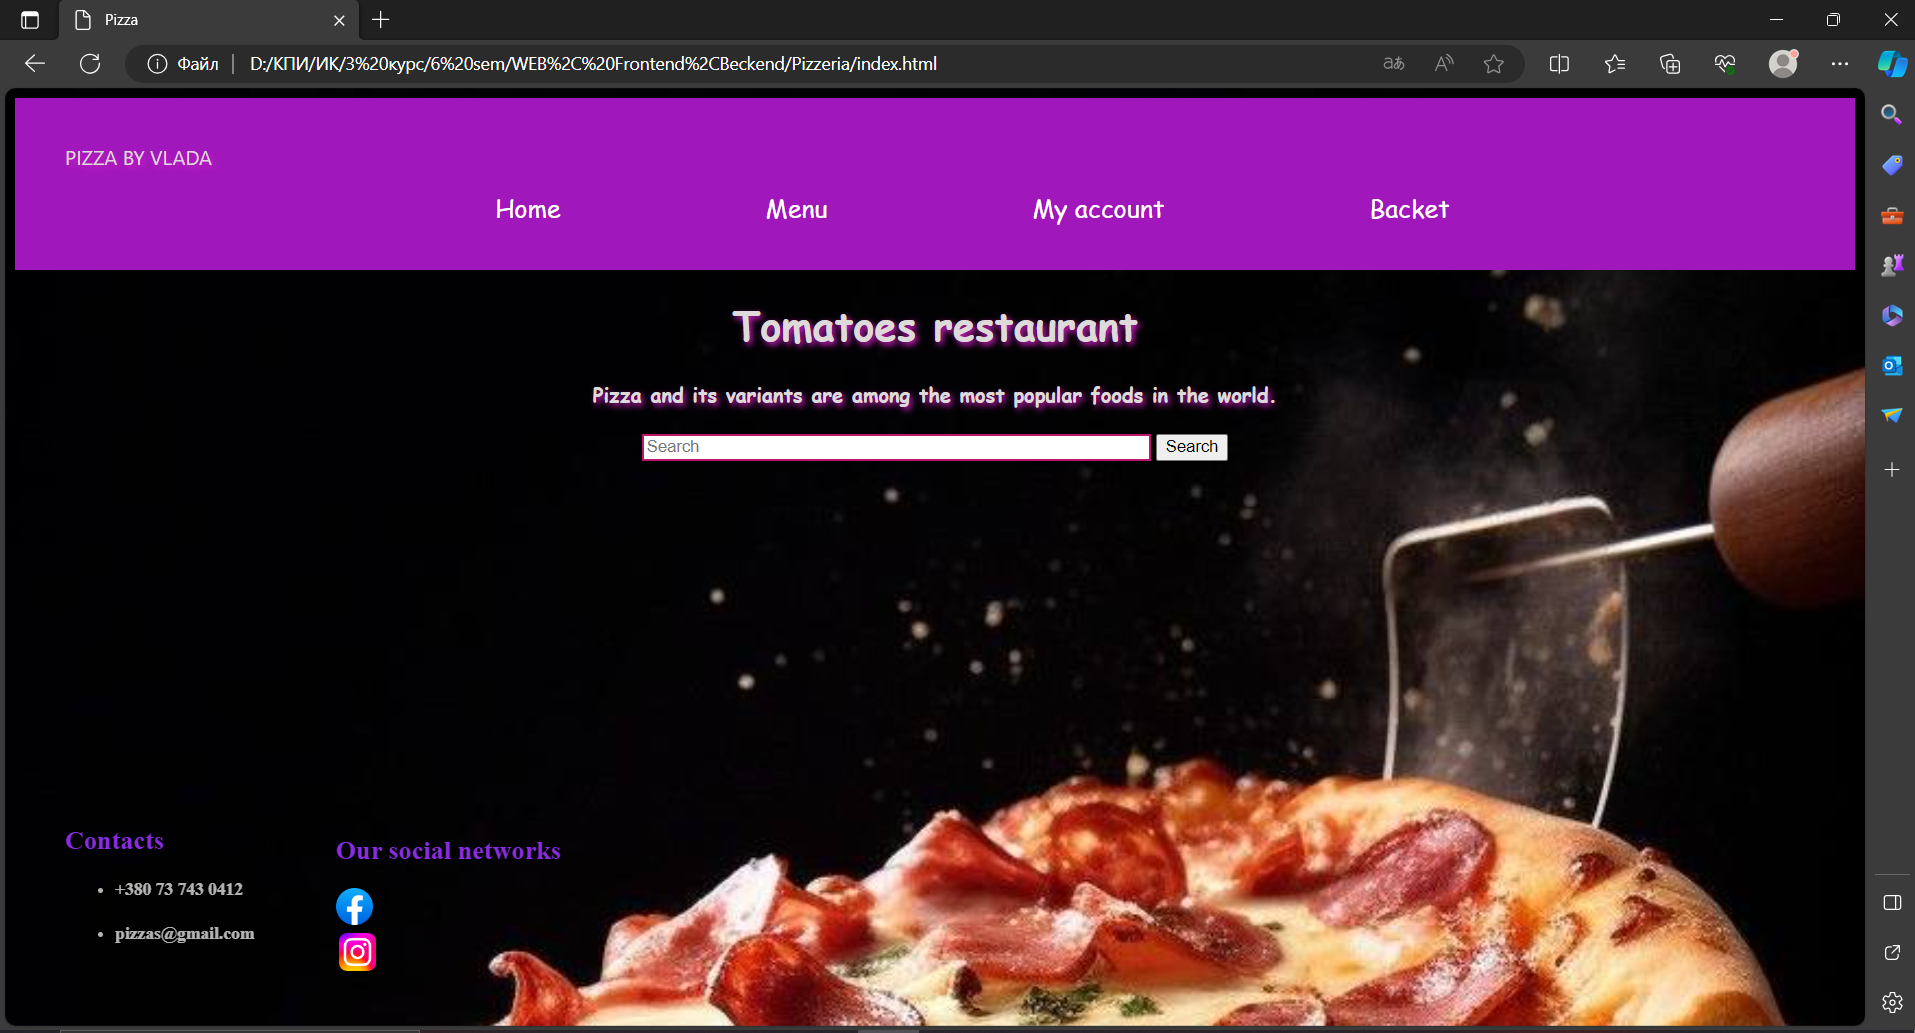 Pizza
Файл
D:/КПИ/ИК/3%20курс/6%20sem/WEB%2C%20Frontend%2CBeckend/Pizzeria/index.html
PIZZA BY VLADA
Home Menu My account Backet
Tomatoes restaurant
Pizza and its variants are among the most popular foods in the world.
Search Search
Contacts
+380 73 743 0412
pizzas@gmail.com
Our social networks